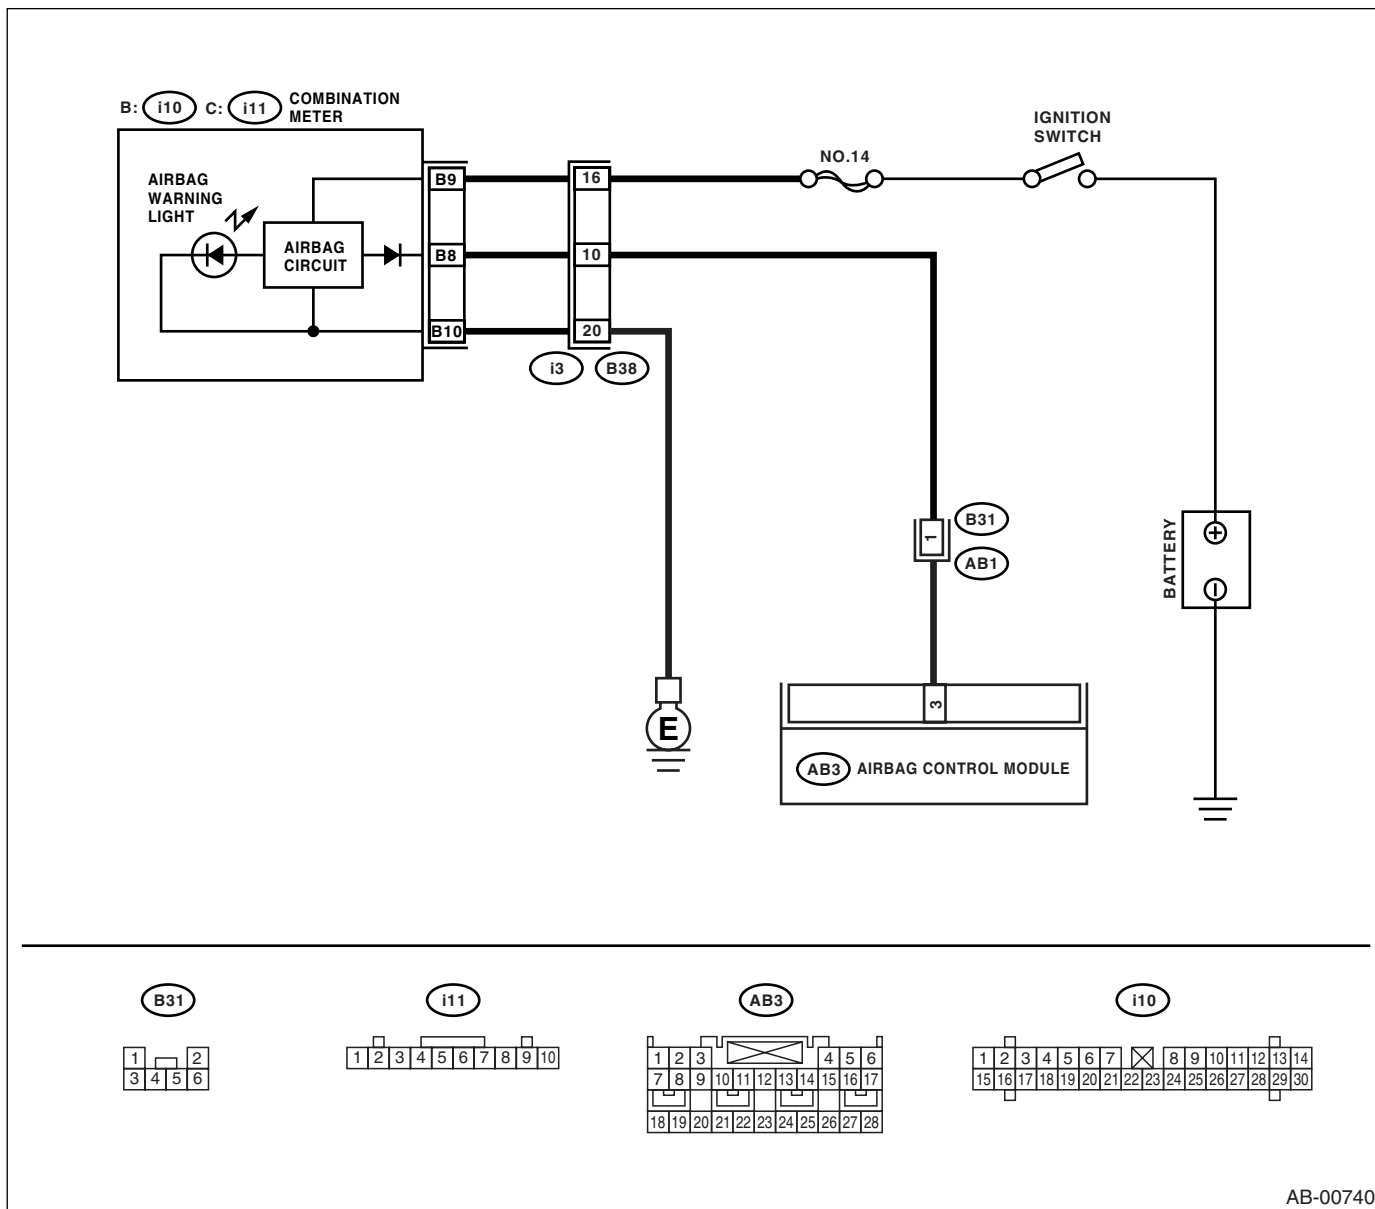 B: i10 C: i11 COMBINATION
METER
AIRBAG
WARNING
LIGHT
AIRBAG
CIRCUIT
B9
B8
B10
16
10
20
i3
B38
NO.14
IGNITION
SWITCH
B31
1
AB1
BATTERY
+
−
E
3
AB3 AIRBAG CONTROL MODULE
B31
1 2
3 4 5 6
i11
1 2 3 4 5 6 7 8 9 10
AB3
1 2 3 4 5 6
7 8 9 10 11 12 13 14 15 16 17
18 19 20 21 22 23 24 25 26 27 28
i10
1 2 3 4 5 6 7 8 9 10 11 12 13 14
15 16 17 18 19 20 21 22 23 24 25 26 27 28 29 30
AB-00740